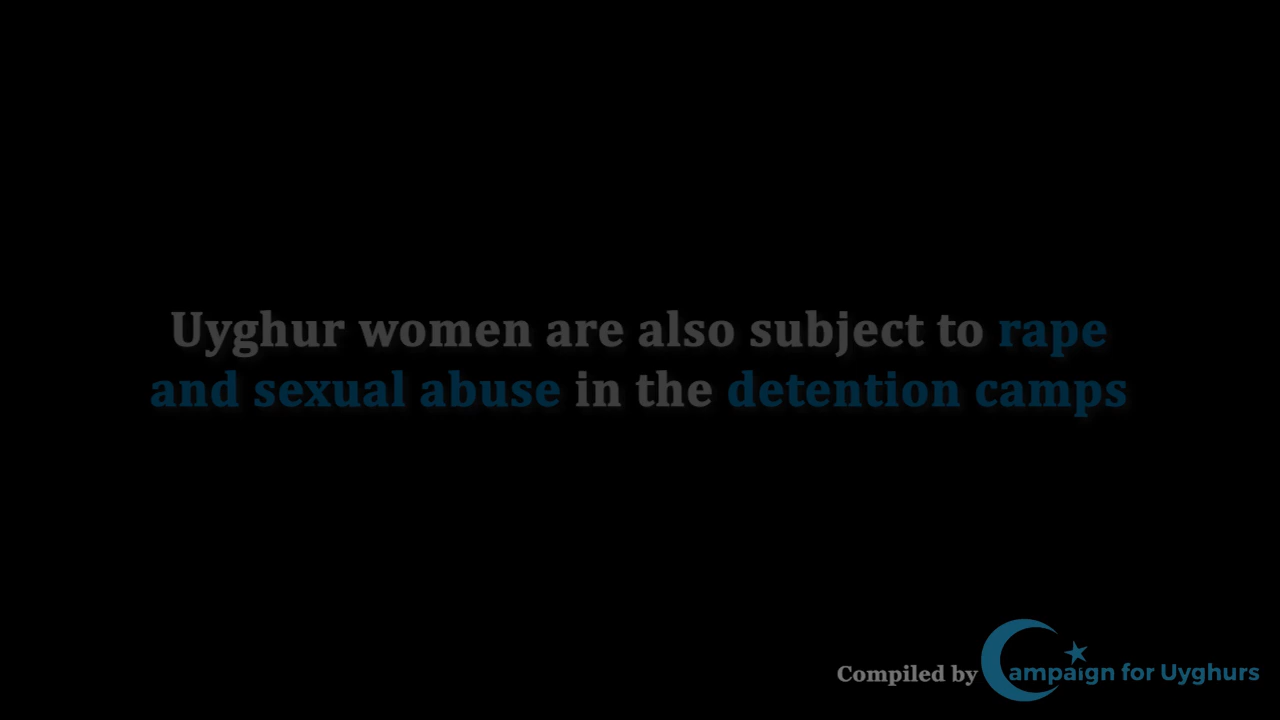 Uyghur women are also subject to rape
and sexual abuse in the detention camps
Compiled by Campaign for Uyghurs